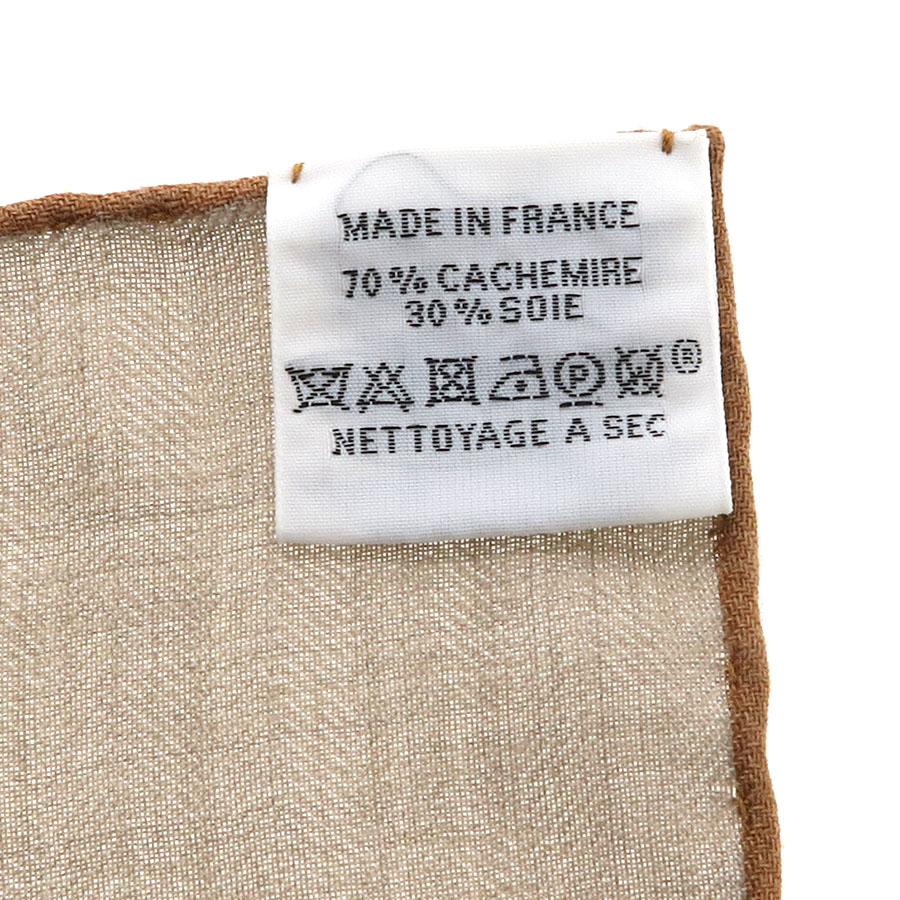 MADE IN FRANCE
70% CACHEMIRE
30% SOIE
P ®
NETTOYAGE A SEC